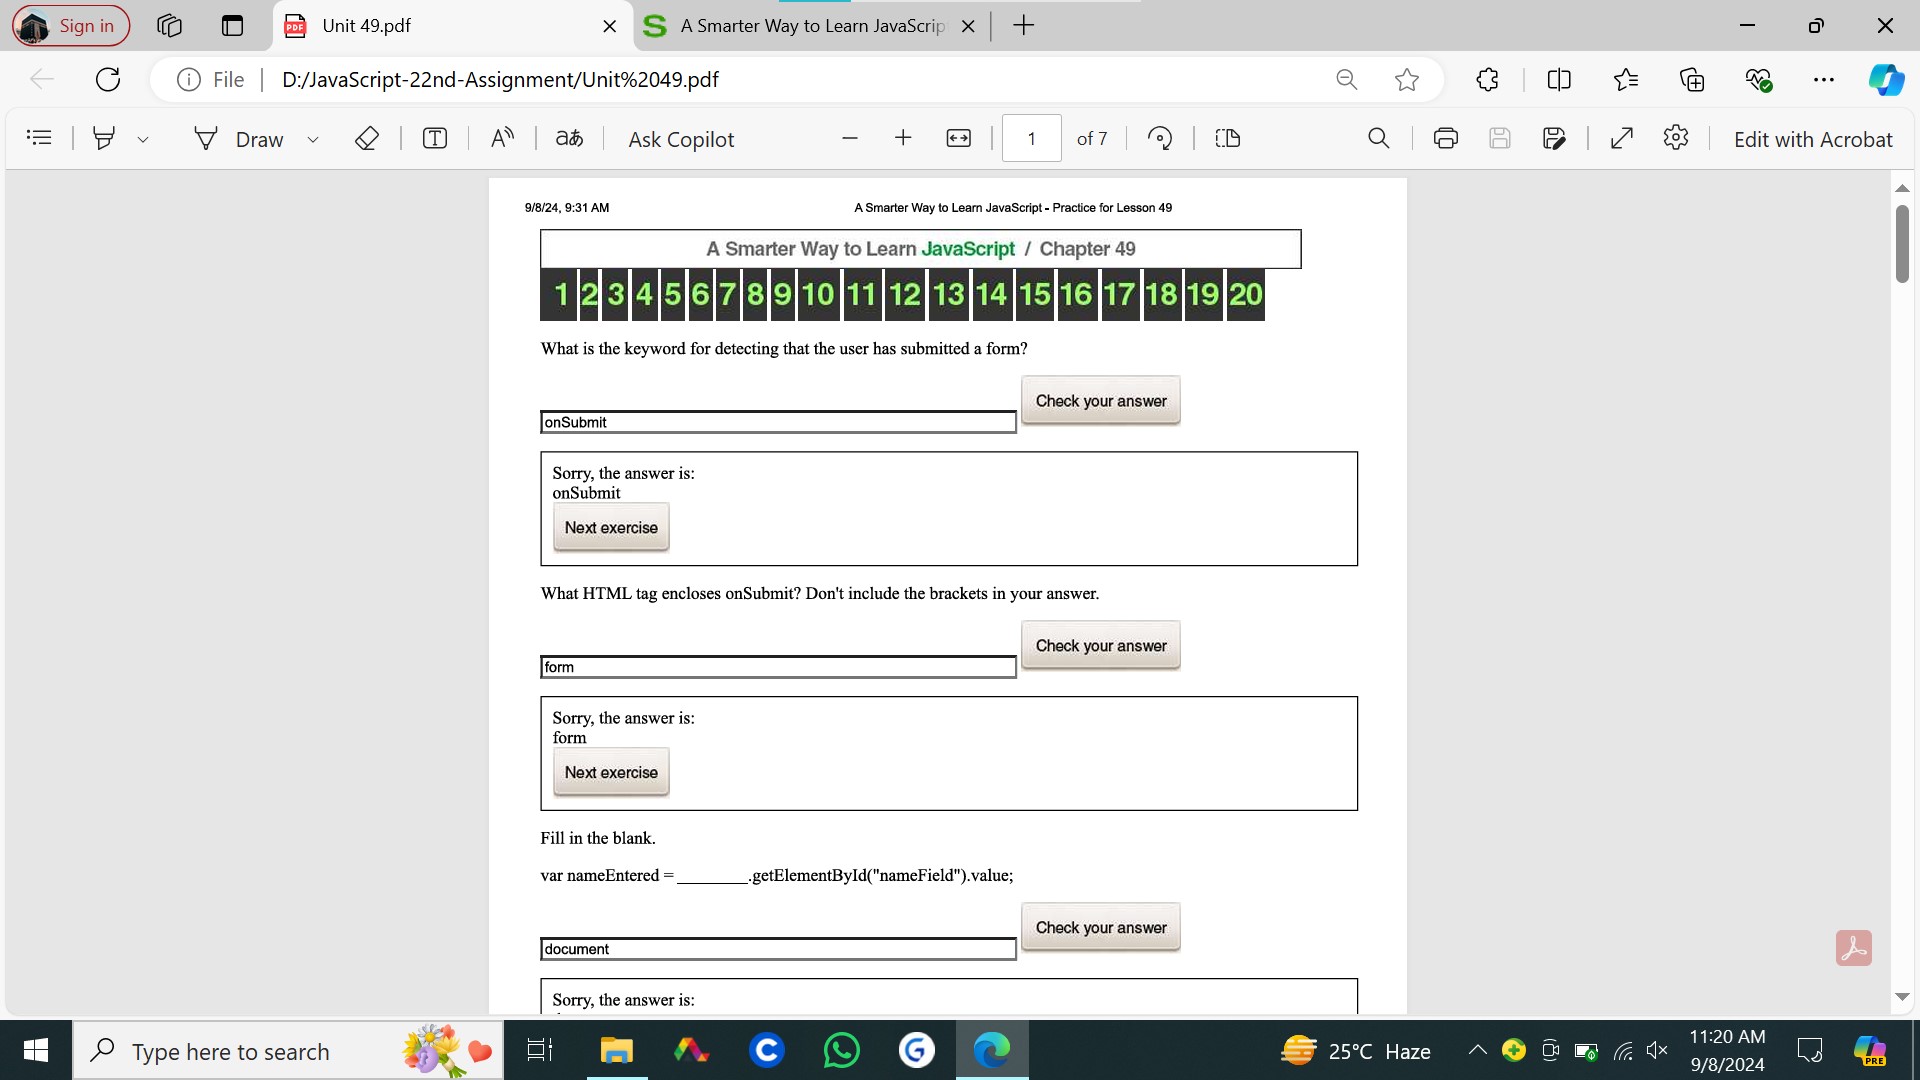 Sign in
Unit 49.pdf
A Smarter Way to Learn JavaScrip
File
D:/JavaScript-22nd-Assignment/Unit%2049.pdf
Draw
Ask Copilot
1
of 7
Edit with Acrobat
9/8/24, 9:31 AM
A Smarter Way to Learn JavaScript - Practice for Lesson 49
A Smarter Way to Learn JavaScript / Chapter 49
1 2 3 4 5 6 7 8 9 10 11 12 13 14 15 16 17 18 19 20
What is the keyword for detecting that the user has submitted a form?
Check your answer
onSubmit
Sorry, the answer is:
onSubmit
Next exercise
What HTML tag encloses onSubmit? Don't include the brackets in your answer.
Check your answer
form
Sorry, the answer is:
form
Next exercise
Fill in the blank.
var nameEntered = ________.getElementById("nameField").value;
Check your answer
document
Sorry, the answer is:
Type here to search
25°C Haze
11:20 AM
9/8/2024
PRE